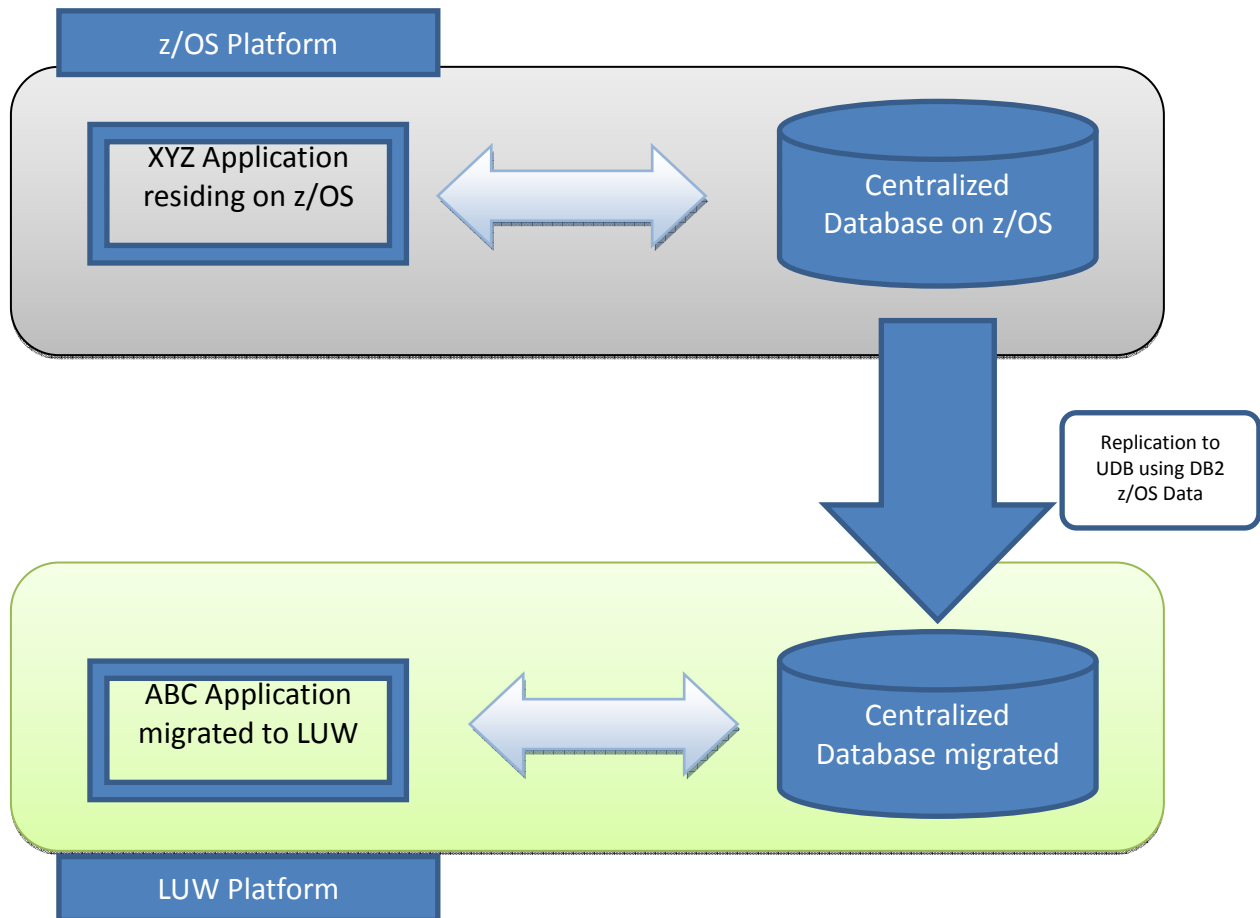 z/OS Platform
XYZ Application
residing on z/OS
Centralized
Database on z/OS
Replication to
UDB using DB2
z/OS Data
ABC Application
migrated to LUW
Centralized
Database migrated
LUW Platform